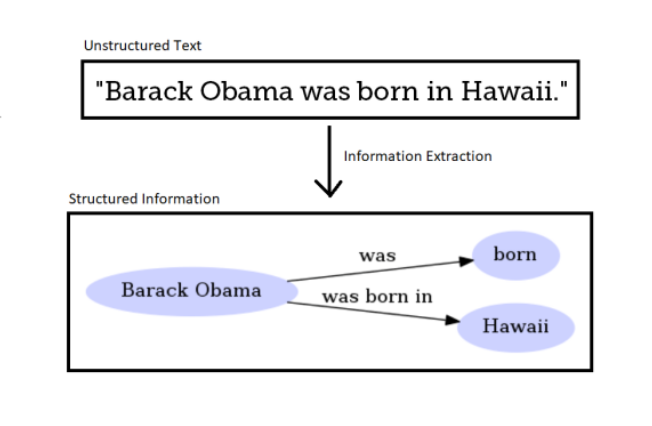 Unstructured Text
"Barack Obama was born in Hawaii."
Information Extraction
Structured Information
was
born
Barack Obama
was born in
Hawaii